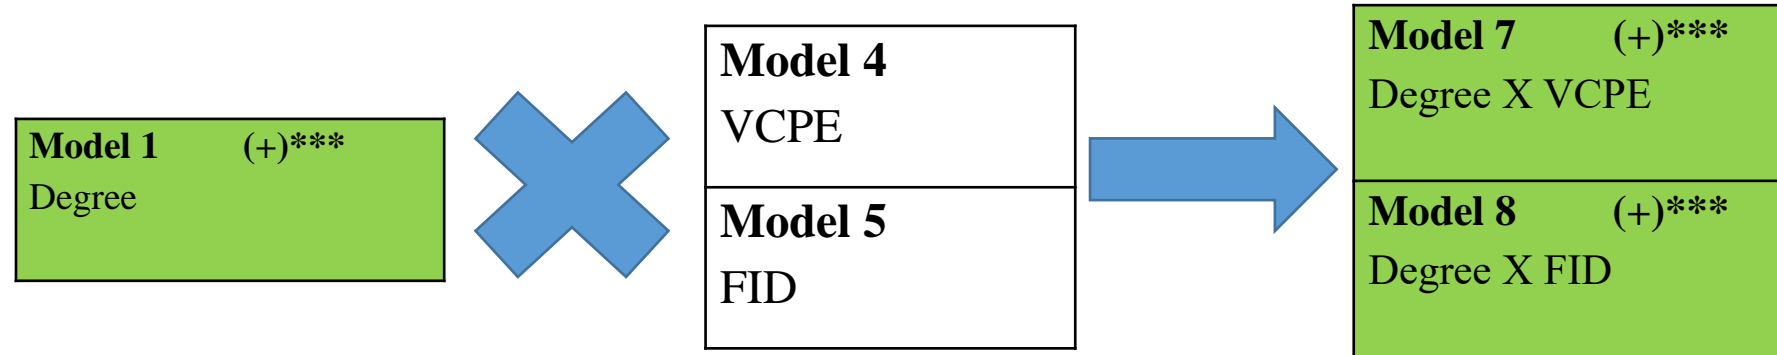 Model 1 (+)***
Degree
Model 4
VCPE
Model 5
FID
Model 7 (+)***
Degree X VCPE
Model 8 (+)***
Degree X FID